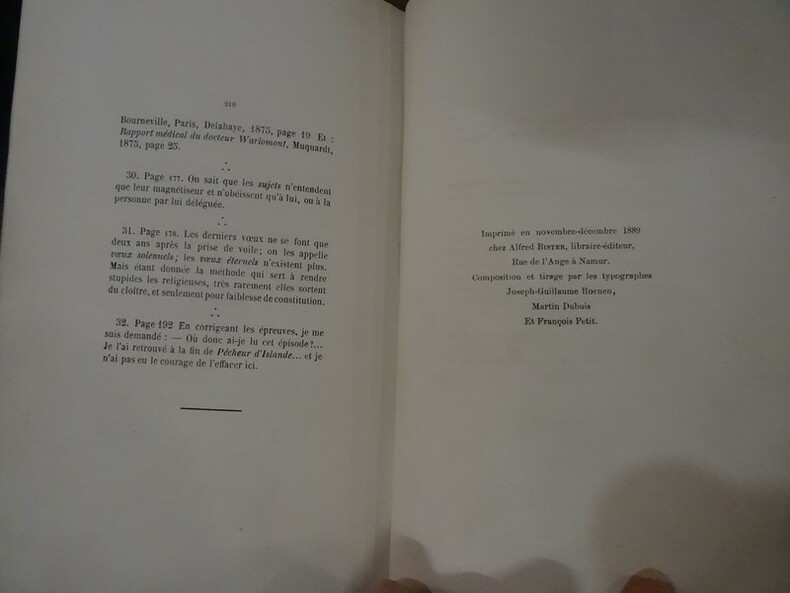 210
Bourneville, Paris, Delahaye, 1875, page 19 Et :
Rapport médical du docteur Warlomont, Muquardt,
1875, page 25.
30. Page 177. On sait que les sujets n'entendent
que leur magnétiseur et n'obéissent qu'à lui, ou à la
personne par lui déléguée.
31. Page 178. Les derniers vœux ne se font que
deux ans après la prise de voile; on les appelle
vœux solennels; les vœux éternels n'existent plus.
Mais étant donnée la méthode qui sert à rendre
stupides les religieuses, très rarement elles sortent
du cloître, et seulement pour faiblesse de constitution.
32. Page 192 En corrigeant les épreuves, je me
suis demandé : — Où donc ai-je lu cet épisode?...
Je l'ai retrouvé à la fin de Pêcheur d'Islande... et je
n'ai pas eu le courage de l'effacer ici.
Imprimé en novembre-décembre 1889
chez Alfred BISTER, libraire-éditeur,
Rue de l'Ange à Namur.
Composition et tirage par les typographes
Joseph-Guillaume Roenen,
Martin Dubuis
Et François Petit.